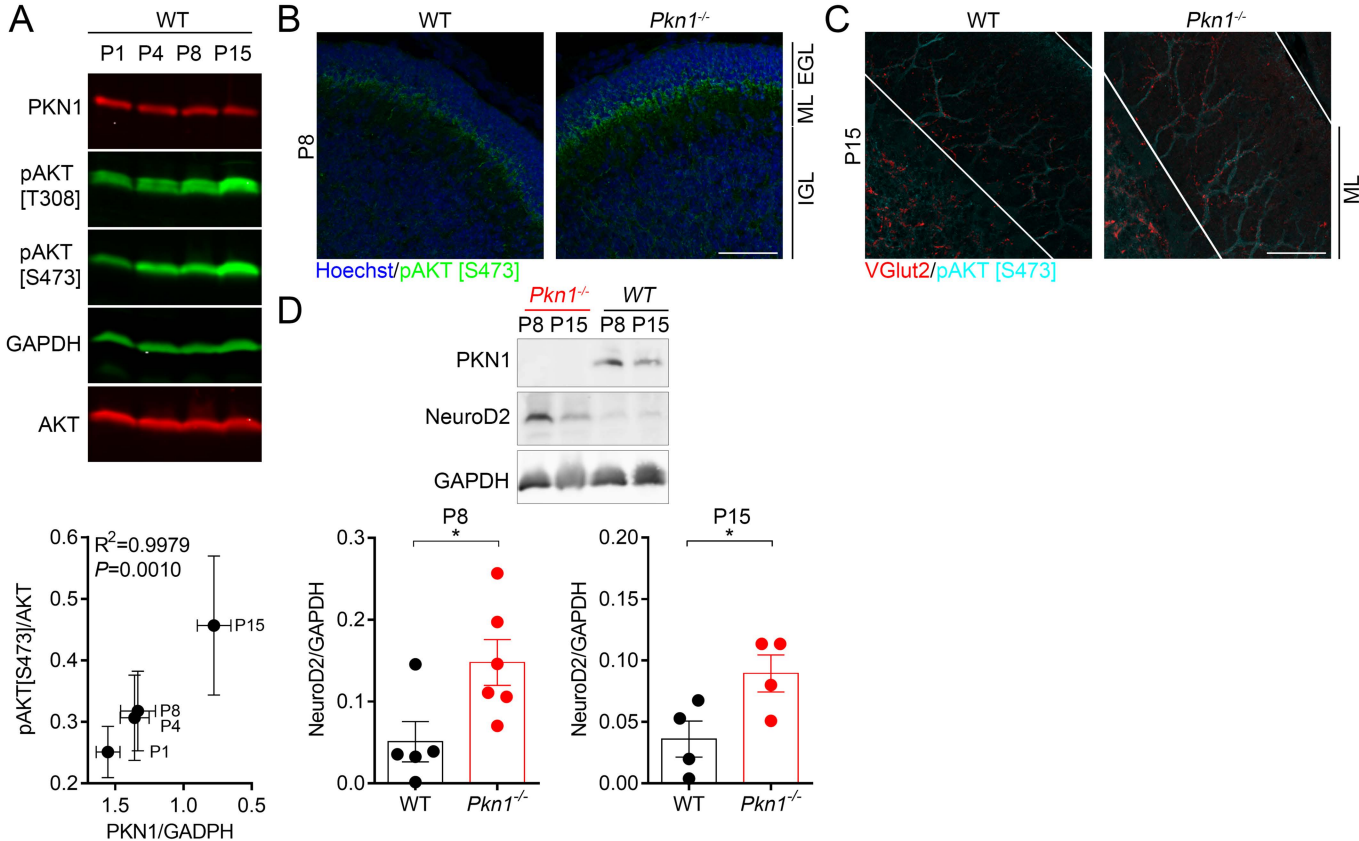 A
WT
P1 P4 P8 P15
PKN1
pAKT
[T308]
pAKT
[S473]
GAPDH
AKT
R²=0.9979
P=0.0010
pAKT[S473]/AKT
0.6
0.5
0.4
0.3
0.2
P15
P8
P4
P1
1.5 1.0 0.5
PKN1/GADPH
B
WT Pkn1-/-
P8
EGL
ML
IGL
Hoechst/pAKT [S473]
C
WT Pkn1-/-
P15
ML
VGlut2/pAKT [S473]
D
Pkn1-/- WT
P8 P15 P8 P15
PKN1
NeuroD2
GAPDH
P8
*
NeuroD2/GAPDH
0.3
0.2
0.1
0.0
WT Pkn1-/-
P15
*
NeuroD2/GAPDH
0.20
0.15
0.10
0.05
0.00
WT Pkn1-/-